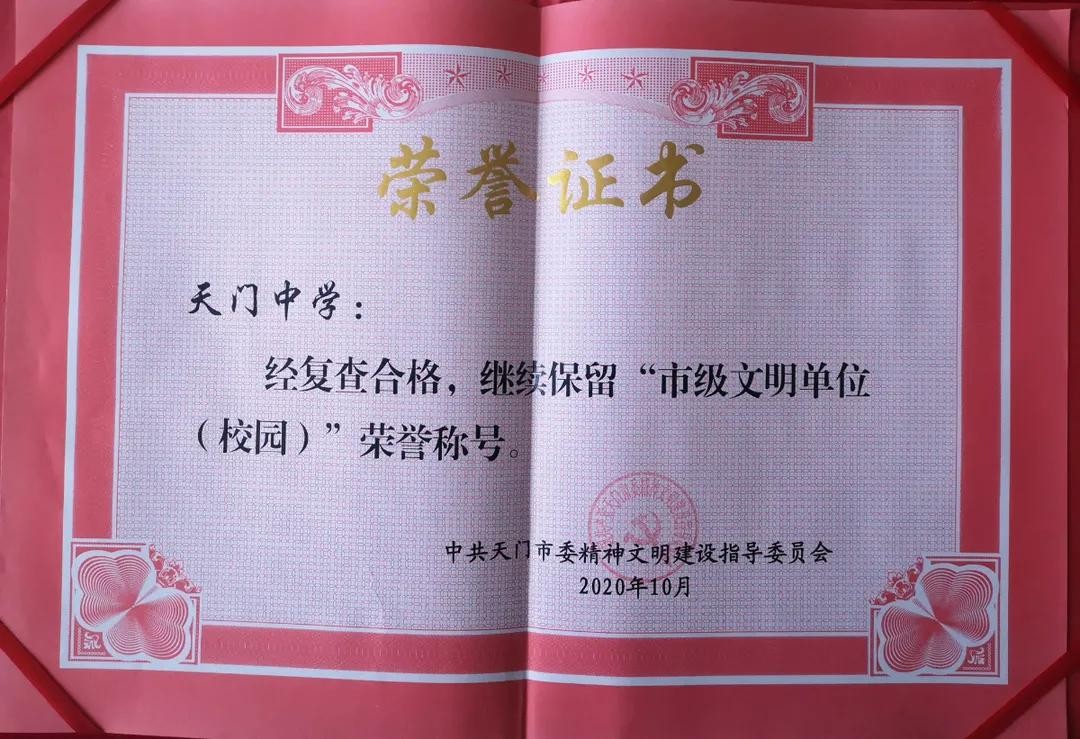 荣誉证书
天门中学：
经复查合格，继续保留“市级文明单位
（校园）”荣誉称号。
中共天门市委精神文明建设指导委员会
2020年10月